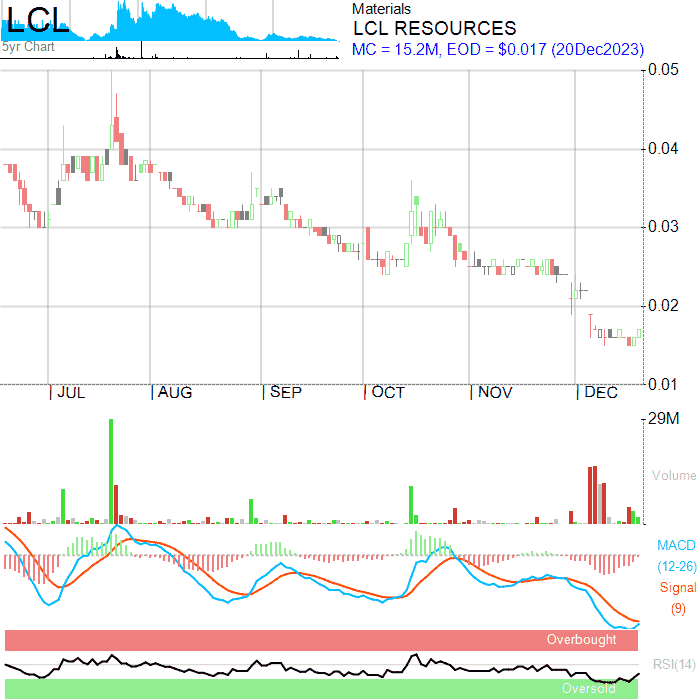 LCL
5yr Chart
Materials
LCL RESOURCES
MC = 15.2M, EOD = $0.017 (20Dec2023)
0.05
0.04
0.03
0.02
0.01
JUL AUG SEP OCT NOV DEC
29M
Volume
MACD
(12-26)
Signal
(9)
Overbought
RSI(14)
Oversold